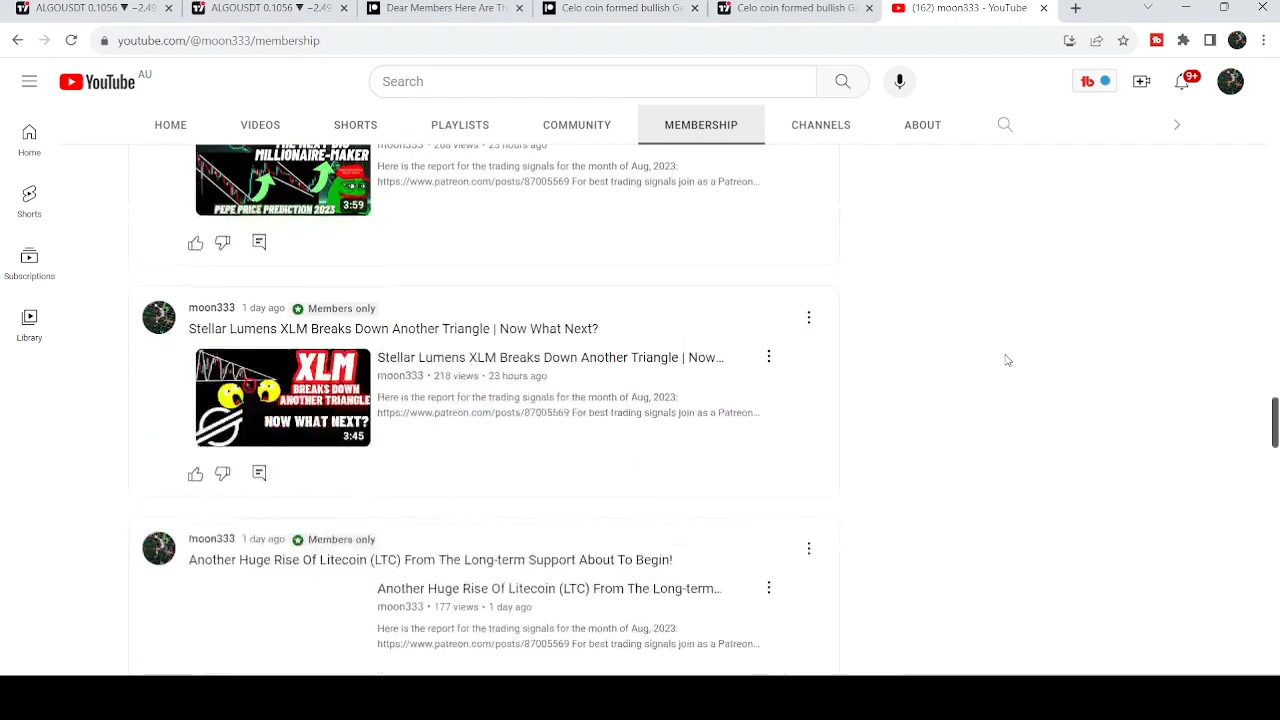 ALGOUSDT 0.1056 ▼ −2.49
ALGOUSDT 0.1056 ▼ −2.49
Dear Members Here Are Th
Celo coin formed bullish Ga
Celo coin formed bullish Ga
(162) moon333 - YouTube
youtube.com/@moon333/membership
YouTube AU
Search
9+
HOME VIDEOS SHORTS PLAYLISTS COMMUNITY MEMBERSHIP CHANNELS ABOUT
Home
Shorts
Subscriptions
Library
MILLIONAIRE-MAKER
PEPE PRICE PREDICTION 2023
3:59
moon333 • 268 views • 23 hours ago
Here is the report for the trading signals for the month of Aug, 2023:
https://www.patreon.com/posts/87005569 For best trading signals join as a Patreon...
moon333 1 day ago Members only
Stellar Lumens XLM Breaks Down Another Triangle | Now What Next?
XLM
BREAKS DOWN
ANOTHER TRIANGLE
NOW WHAT NEXT?
3:45
Stellar Lumens XLM Breaks Down Another Triangle | Now...
moon333 • 218 views • 23 hours ago
Here is the report for the trading signals for the month of Aug, 2023:
https://www.patreon.com/posts/87005569 For best trading signals join as a Patreon...
moon333 1 day ago Members only
Another Huge Rise Of Litecoin (LTC) From The Long-term Support About To Begin!
Another Huge Rise Of Litecoin (LTC) From The Long-term...
moon333 • 177 views • 1 day ago
Here is the report for the trading signals for the month of Aug, 2023:
https://www.patreon.com/posts/87005569 For best trading signals join as a Patreon...